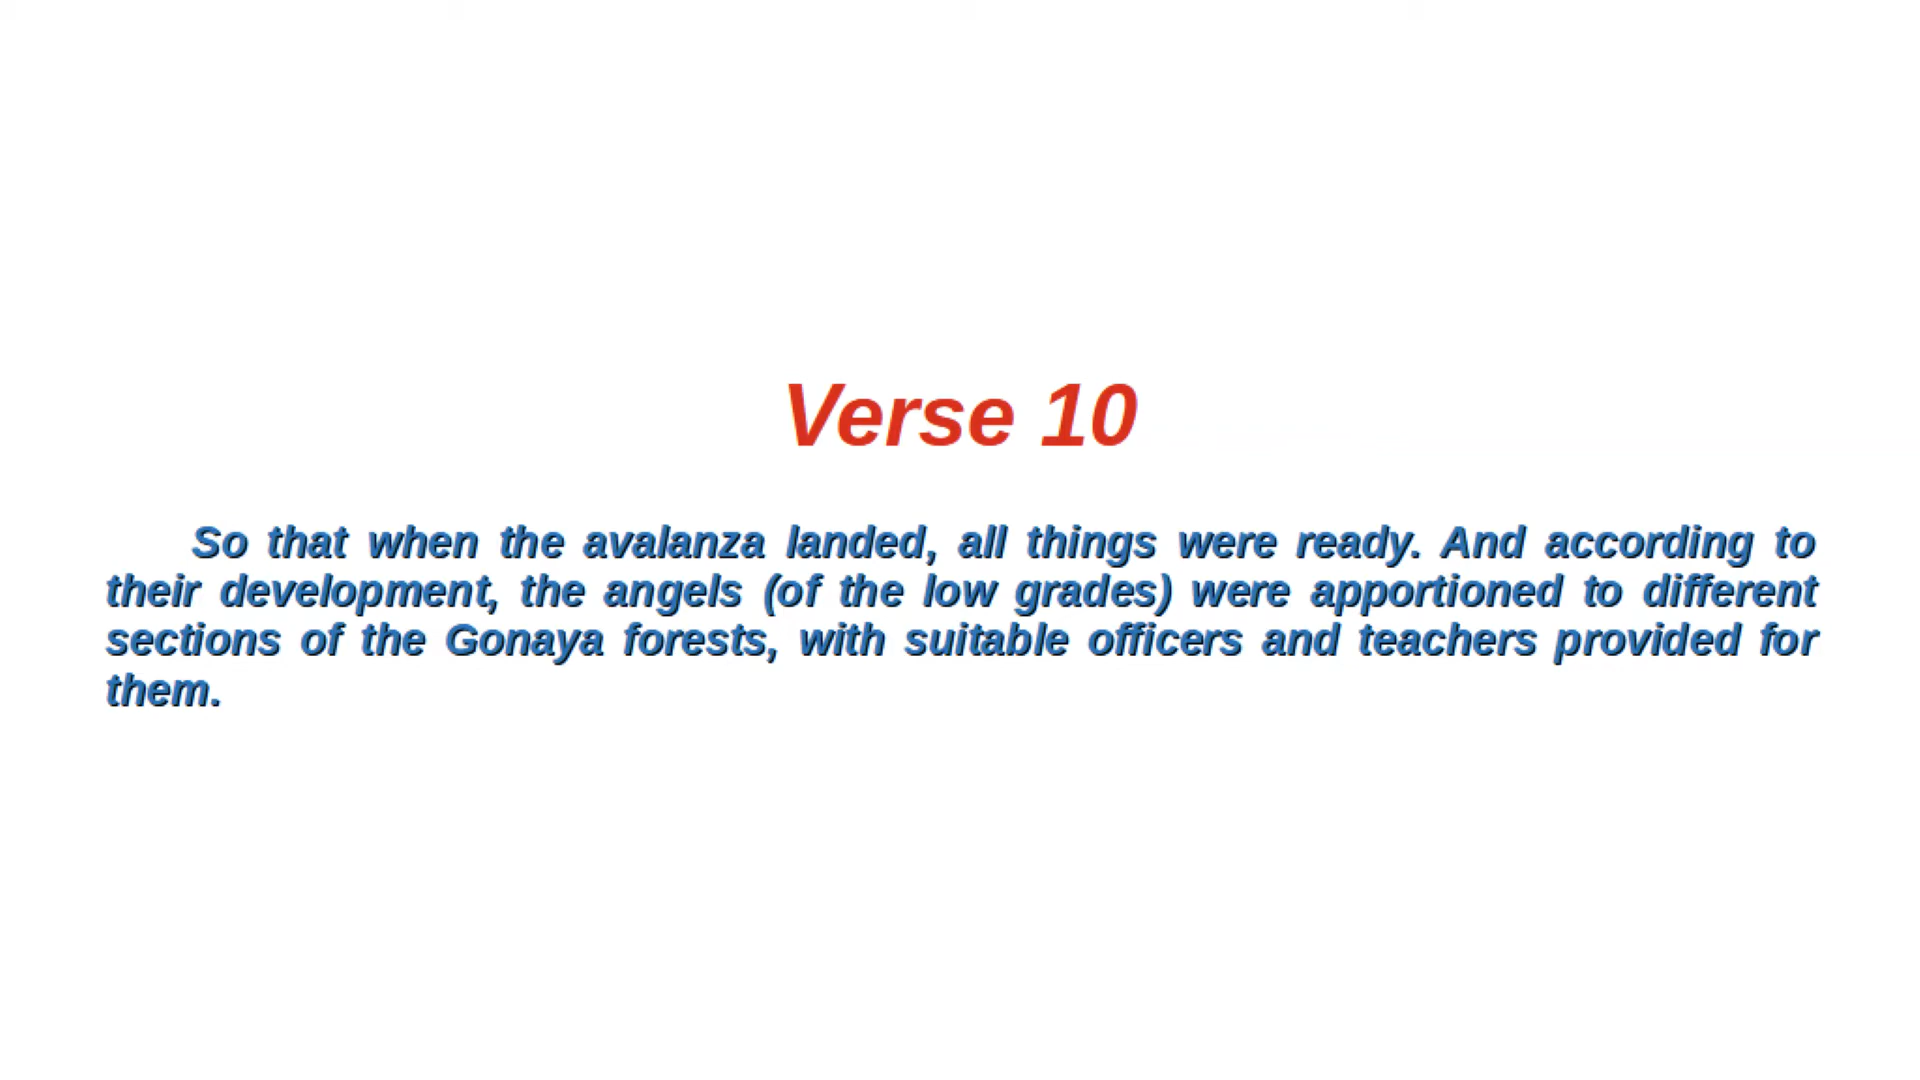 Verse 10
So that when the avalanza landed, all things were ready. And according to
their development, the angels (of the low grades) were apportioned to different
sections of the Gonaya forests, with suitable officers and teachers provided for
them.